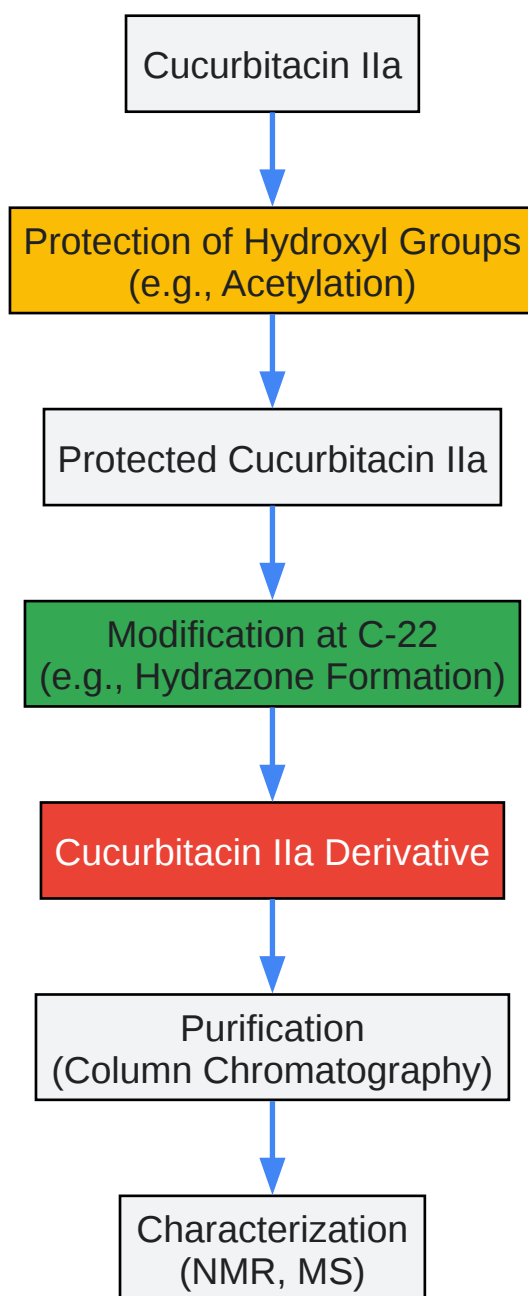 Cucurbitacin IIa
Protection of Hydroxyl Groups
(e.g., Acetylation)
Protected Cucurbitacin IIa
Modification at C-22
(e.g., Hydrazone Formation)
Cucurbitacin IIa Derivative
Purification
(Column Chromatography)
Characterization
(NMR, MS)